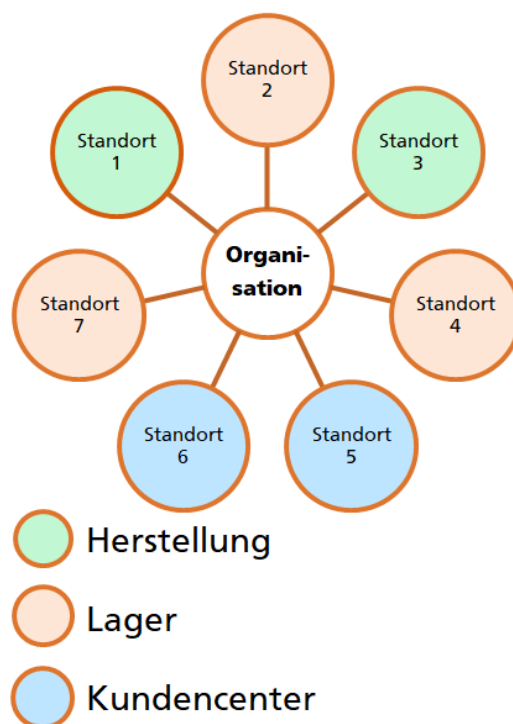 Standort
2
Standort
1
Standort
3
Organi-
sation
Standort
7
Standort
4
Standort
6
Standort
5
Herstellung
Lager
Kundencenter